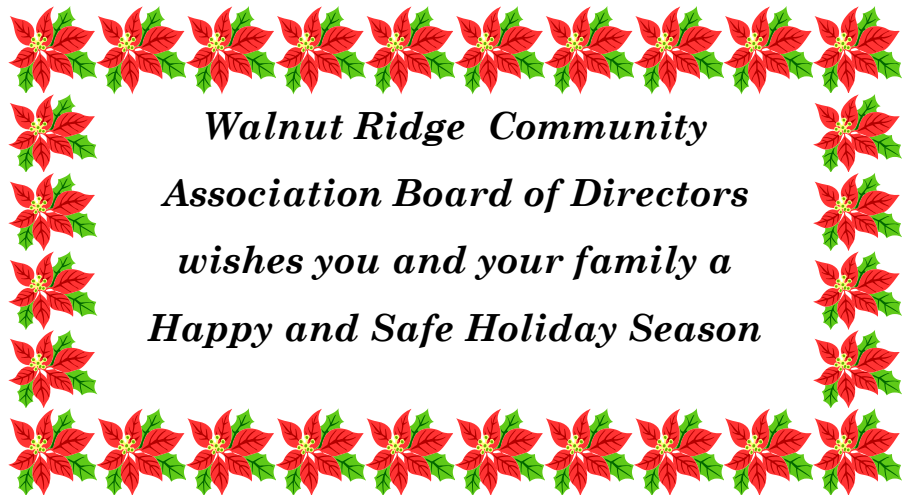 Walnut Ridge  Community
Association Board of Directors
wishes you and your family a
Happy and Safe Holiday Season